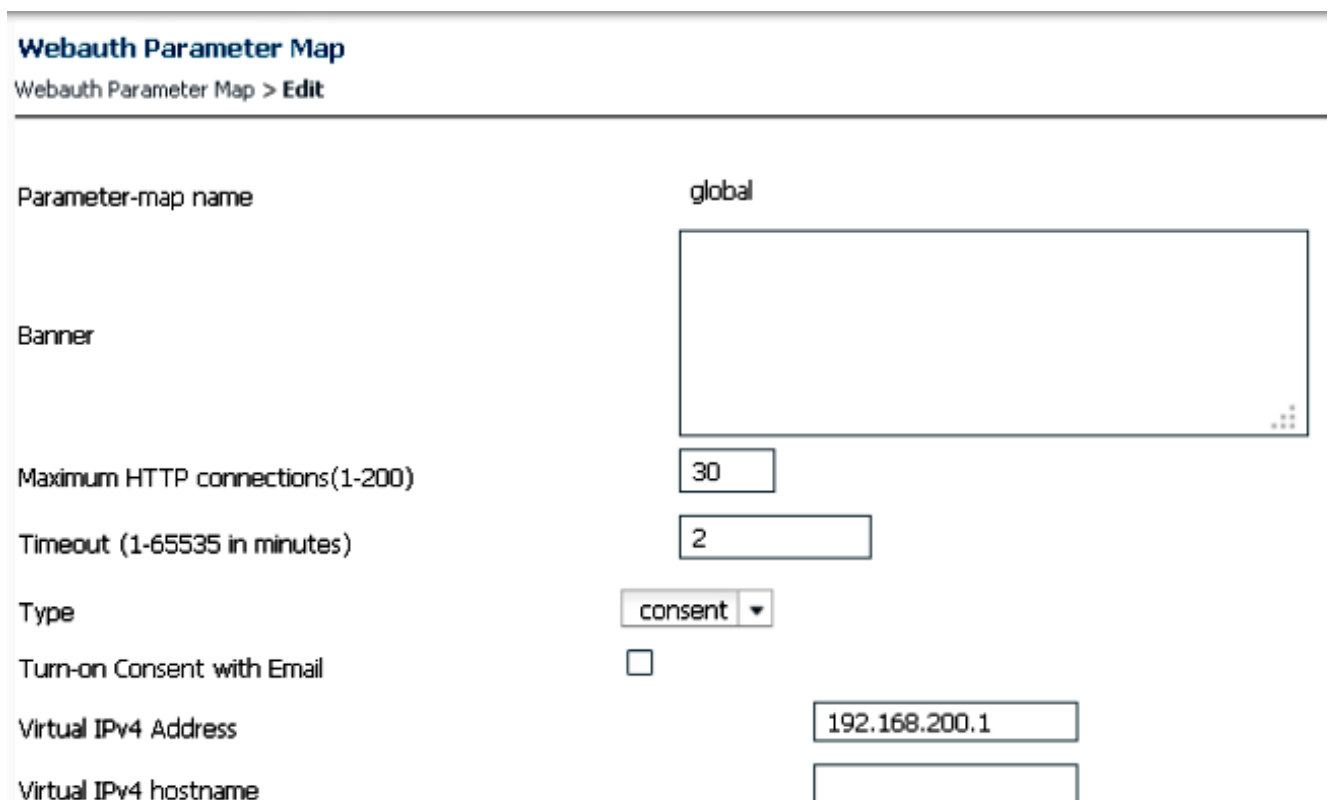 Webauth Parameter Map
Webauth Parameter Map > Edit
Parameter-map name global
Banner
Maximum HTTP connections(1-200) 30
Timeout (1-65535 in minutes) 2
Type consent
Turn-on Consent with Email
Virtual IPv4 Address 192.168.200.1
Virtual IPv4 hostname